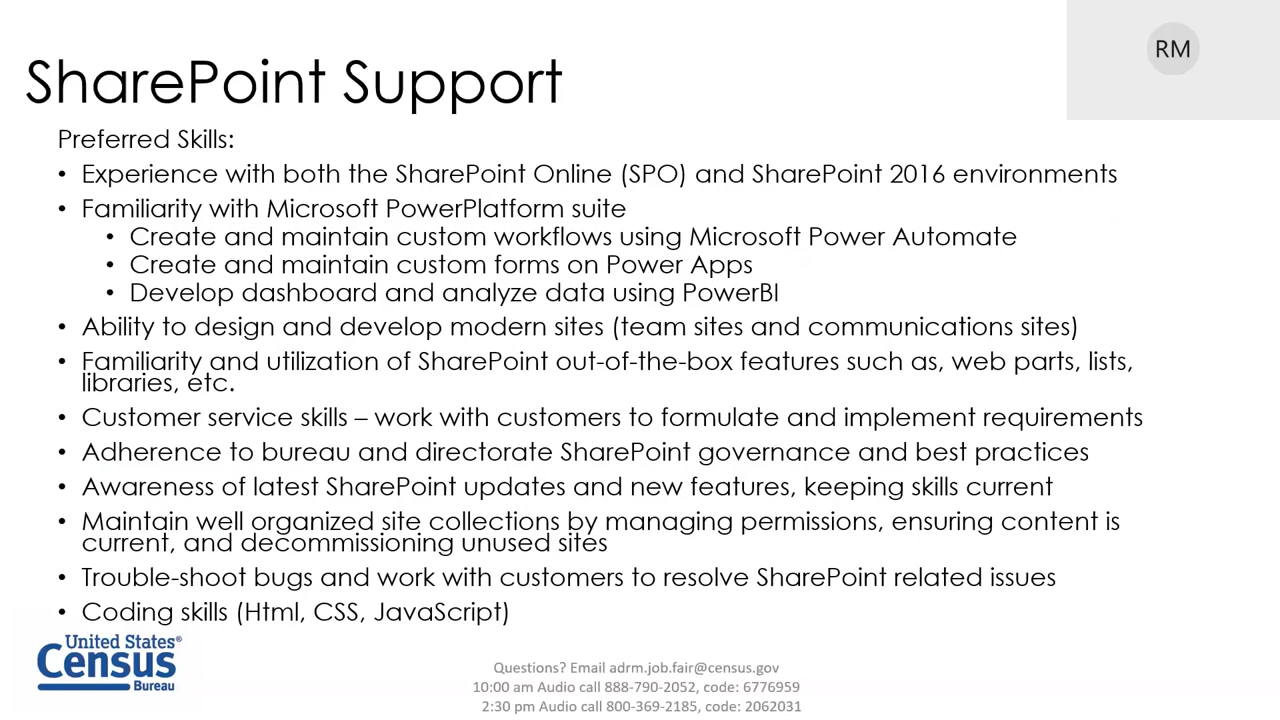 RM
SharePoint Support
Preferred Skills:
• Experience with both the SharePoint Online (SPO) and SharePoint 2016 environments
• Familiarity with Microsoft PowerPlatform suite
• Create and maintain custom workflows using Microsoft Power Automate
• Create and maintain custom forms on Power Apps
• Develop dashboard and analyze data using PowerBI
• Ability to design and develop modern sites (team sites and communications sites)
• Familiarity and utilization of SharePoint out-of-the-box features such as, web parts, lists,
libraries, etc.
• Customer service skills – work with customers to formulate and implement requirements
• Adherence to bureau and directorate SharePoint governance and best practices
• Awareness of latest SharePoint updates and new features, keeping skills current
• Maintain well organized site collections by managing permissions, ensuring content is
current, and decommissioning unused sites
• Trouble-shoot bugs and work with customers to resolve SharePoint related issues
• Coding skills (Html, CSS, JavaScript)
United States®
Census
Bureau
Questions? Email adrm.job.fair@census.gov
10:00 am Audio call 888-790-2052, code: 6776959
2:30 pm Audio call 800-369-2185, code: 2062031